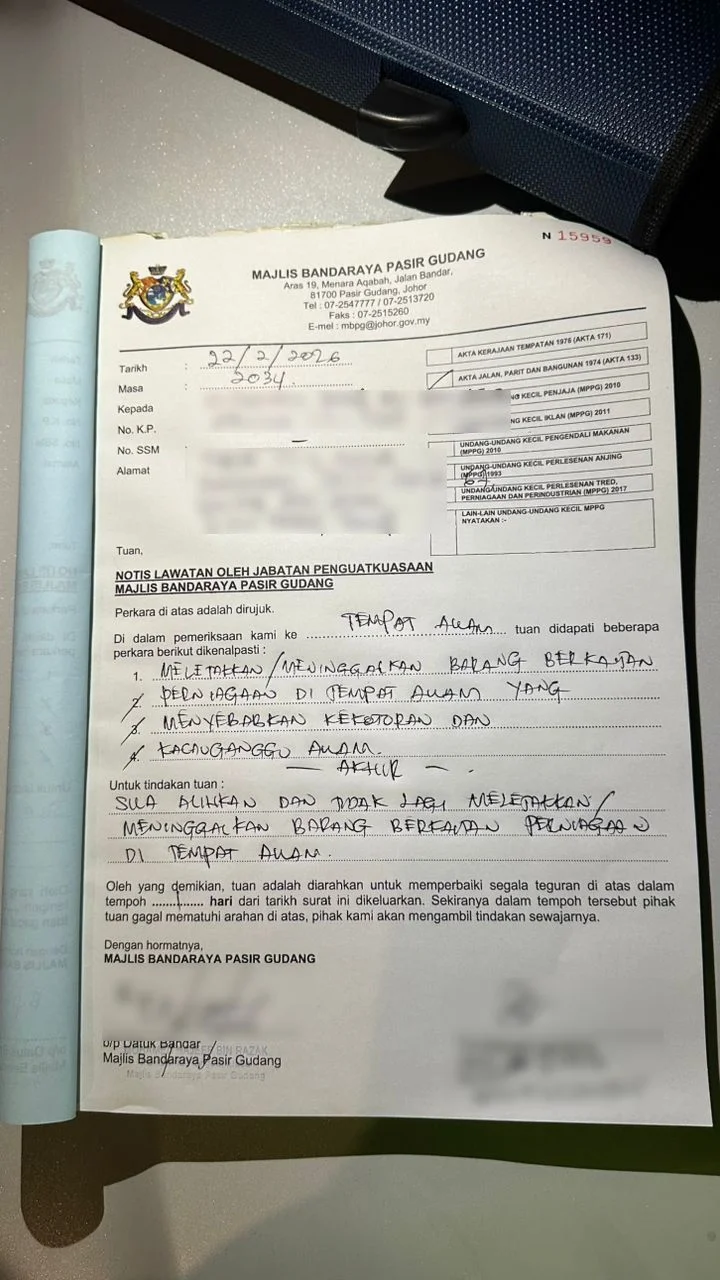 N 15959
MAJLIS BANDARAYA PASIR GUDANG
Aras 19, Menara Aqabah, Jalan Bandar,
81700 Pasir Gudang, Johor
Tel : 07-2547777 / 07-2513720
Faks : 07-2515260
E-mel : mbpg@johor.gov.my
Tarikh : 22/2/2026
Masa : 2034.
Kepada
No. K.P.
No. SSM : —
Alamat
AKTA KERAJAAN TEMPATAN 1976 (AKTA 171)
AKTA JALAN, PARIT DAN BANGUNAN 1974 (AKTA 133)
KECIL PENJAJA (MPPG) 2010
KECIL IKLAN (MPPG) 2011
UNDANG-UNDANG KECIL PENGENDALI MAKANAN
(MPPG) 2010
UNDANG-UNDANG KECIL PERLESENAN ANJING
(MPPG) 1993
UNDANG-UNDANG KECIL PERLESENAN TRED,
PERNIAGAAN DAN PERINDUSTRIAN (MPPG) 2017
LAIN-LAIN UNDANG-UNDANG KECIL MPPG
NYATAKAN :-
Tuan,
NOTIS LAWATAN OLEH JABATAN PENGUATKUASAAN
MAJLIS BANDARAYA PASIR GUDANG
Perkara di atas adalah dirujuk.
Di dalam pemeriksaan kami ke TEMPAT AWAM tuan didapati beberapa
perkara berikut dikenalpasti :
1. MELETAKKAN/MENINGGALKAN BARANG BERKAITAN
2. PERNIAGAAN DI TEMPAT AWAM YANG
3. MENYEBABKAN KEKOTORAN DAN
4. KACAUGANGGU AWAM.
— AKHIR — .
Untuk tindakan tuan :
SILA ALIHKAN DAN TIDAK LAGI MELETAKKAN/
MENINGGALKAN BARANG BERKAITAN PERNIAGAAN
DI TEMPAT AWAM.
Oleh yang demikian, tuan adalah diarahkan untuk memperbaiki segala teguran di atas dalam
tempoh ............ hari dari tarikh surat ini dikeluarkan. Sekiranya dalam tempoh tersebut pihak
tuan gagal mematuhi arahan di atas, pihak kami akan mengambil tindakan sewajarnya.
Dengan hormatnya,
MAJLIS BANDARAYA PASIR GUDANG
b/p Datuk Bandar
BIN RAZAK
Majlis Bandaraya Pasir Gudang
Majlis Bandaraya Pasir Gudang